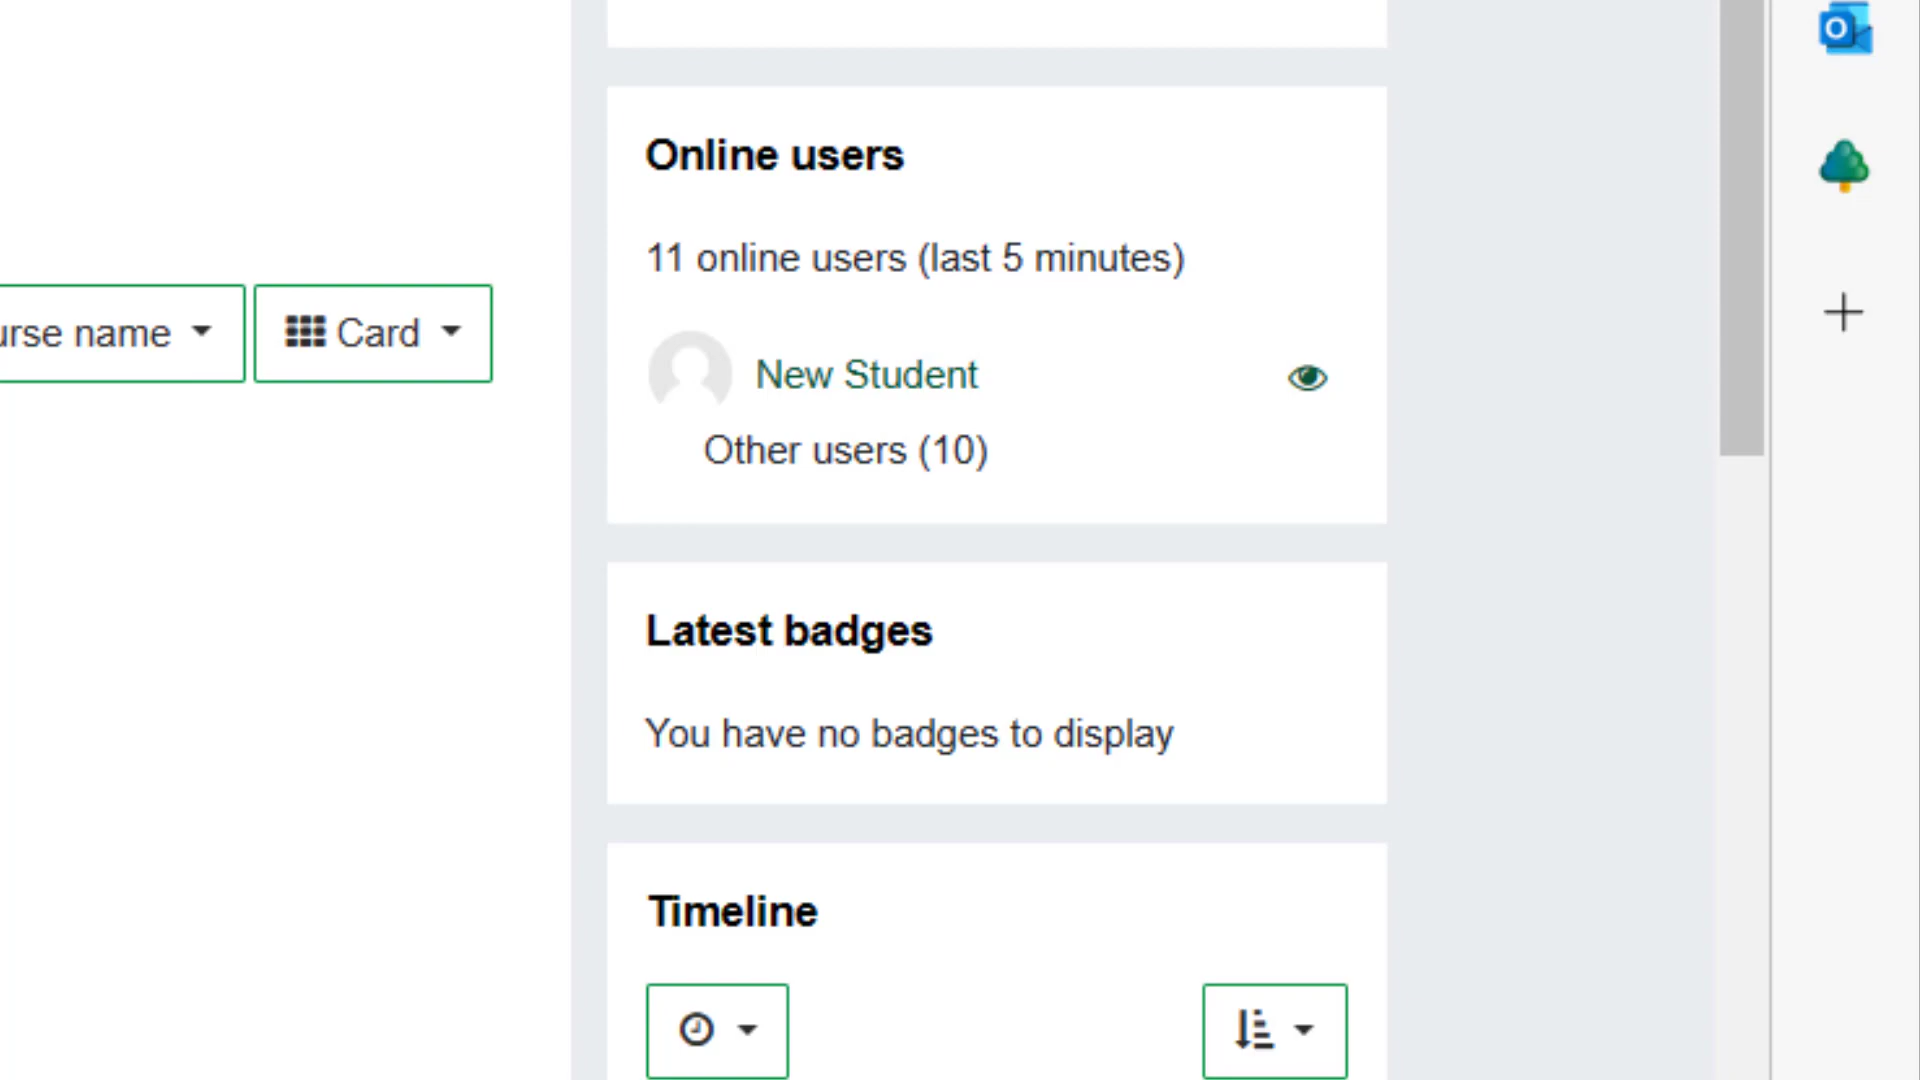 Online users
11 online users (last 5 minutes)
urse name
Card
New Student
Other users (10)
Latest badges
You have no badges to display
Timeline